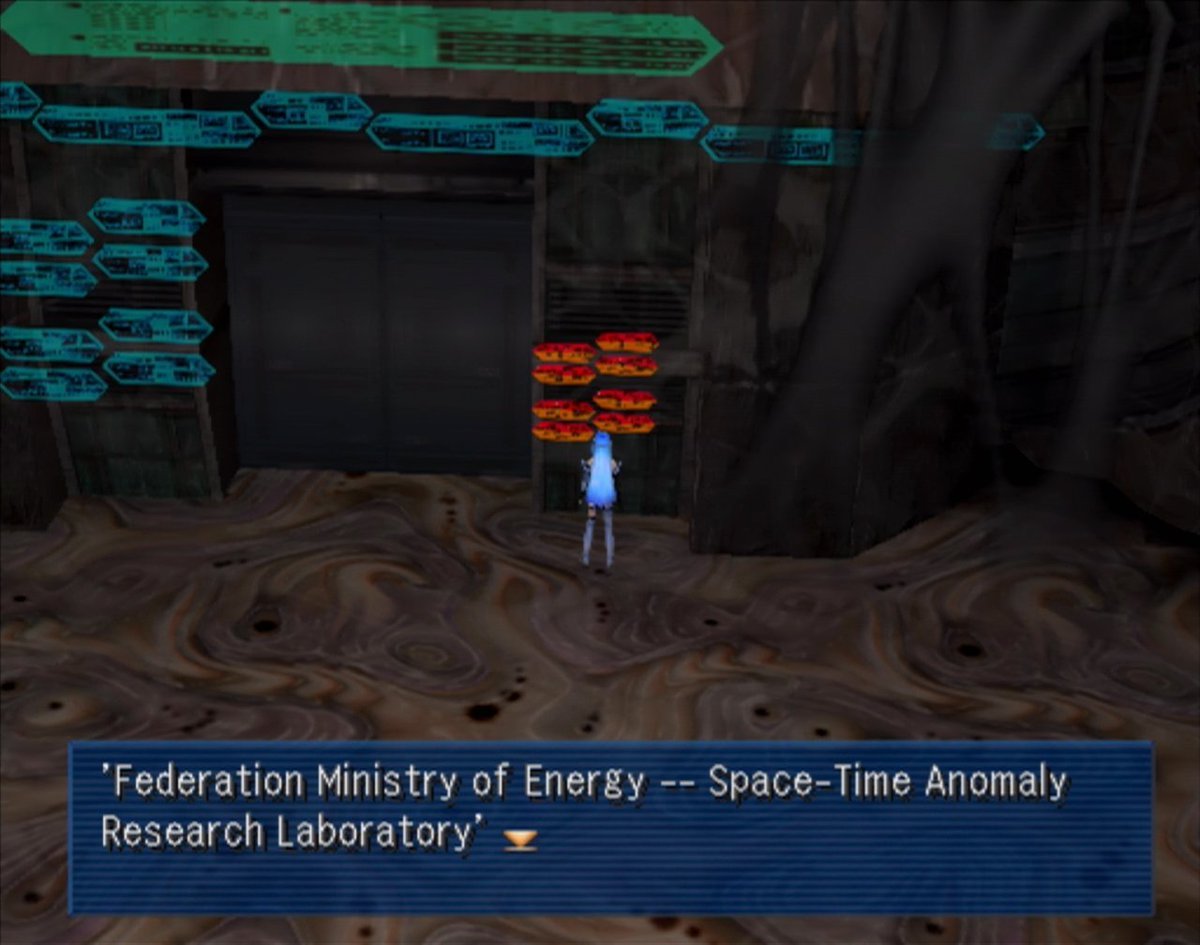 'Federation Ministry of Energy -- Space-Time Anomaly
Research Laboratory'